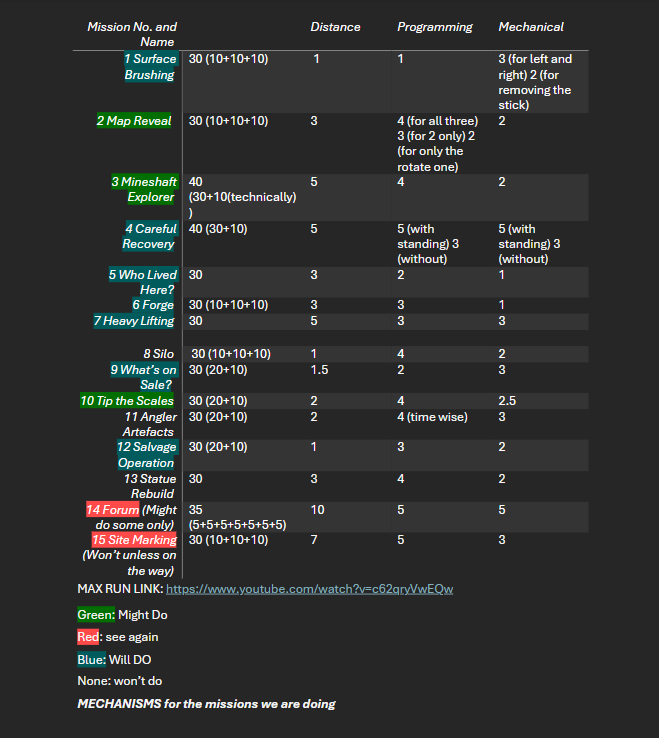 Mission No. and Name Distance Programming Mechanical
1 Surface Brushing 30 (10+10+10) 1 1 3 (for left and right) 2 (for removing the stick)
2 Map Reveal 30 (10+10+10) 3 4 (for all three) 3 (for 2 only) 2 (for only the rotate one) 2
3 Mineshaft Explorer 40 (30+10(technically)) 5 4 2
4 Careful Recovery 40 (30+10) 5 5 (with standing) 3 (without) 5 (with standing) 3 (without)
5 Who Lived Here? 30 3 2 1
6 Forge 30 (10+10+10) 3 3 1
7 Heavy Lifting 30 5 3 3
8 Silo 30 (10+10+10) 1 4 2
9 What's on Sale? 30 (20+10) 1.5 2 3
10 Tip the Scales 30 (20+10) 2 4 2.5
11 Angler Artefacts 30 (20+10) 2 4 (time wise) 3
12 Salvage Operation 30 (20+10) 1 3 2
13 Statue Rebuild 30 3 4 2
14 Forum (Might do some only) 35 (5+5+5+5+5+5+5) 10 5 5
15 Site Marking (Won't unless on the way) 30 (10+10+10) 7 5 3
MAX RUN LINK: https://www.youtube.com/watch?v=c62qryVwEQw
Green: Might Do
Red: see again
Blue: Will DO
None: won't do
MECHANISMS for the missions we are doing